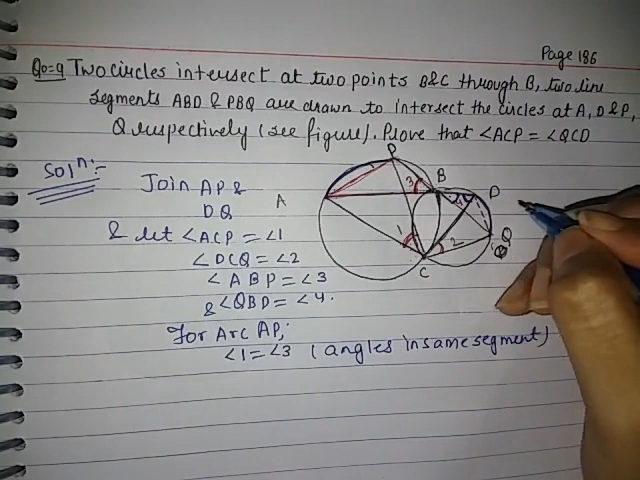 Page 186
Qo=9 Two circles intersect at two points B&C through B, two line
segments ABD & PBQ are drawn to intersect the circles at A, D & P,
Q respectively (see figure). Prove that ∠ACP = ∠QCD
Soln:-
Join AP &
DQ
& let ∠ACP = ∠1
∠DCQ = ∠2
∠ABP = ∠3
& ∠QBD = ∠4.
For Arc AP,
∠1 = ∠3 (angles in same segment)
A
P
B
D
3
1
2
Q
C